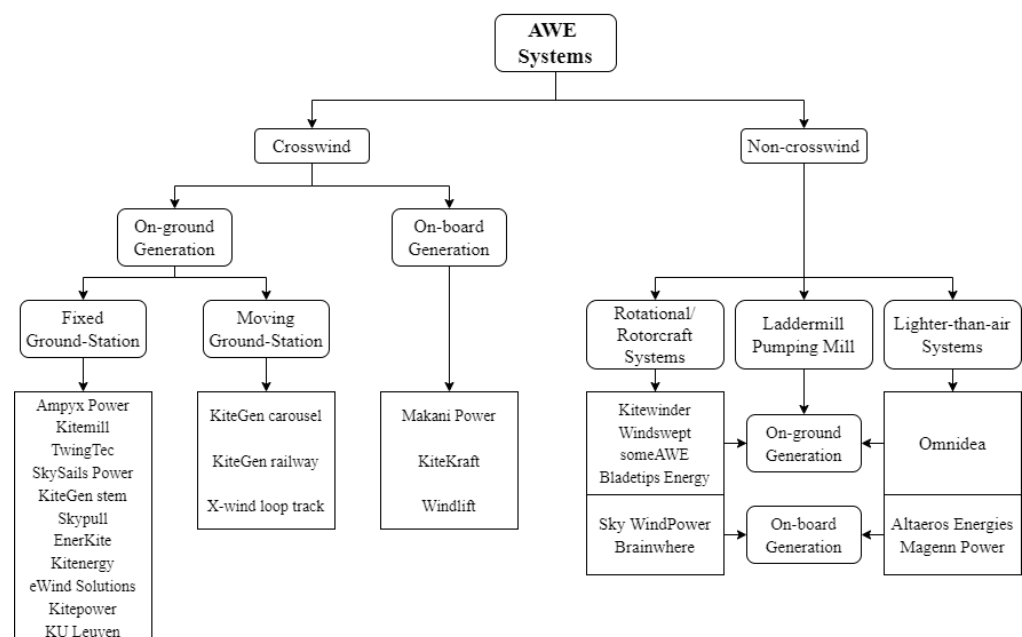 AWE
Systems
Crosswind
Non-crosswind
On-ground
Generation
On-board
Generation
Fixed
Ground-Station
Moving
Ground-Station
Rotational/
Rotorcraft
Systems
Laddermill
Pumping Mill
Lighter-than-air
Systems
Ampyx Power
Kitemill
TwingTec
SkySails Power
KiteGen stem
Skypull
EnerKite
Kitenergy
eWind Solutions
Kitepower
KU Leuven
KiteGen carousel
KiteGen railway
X-wind loop track
Makani Power
KiteKraft
Windlift
Kitewinder
Windswept
someAWE
Bladetips Energy
On-ground
Generation
Omnidea
Sky WindPower
Brainwhere
On-board
Generation
Altaeros Energies
Magenn Power